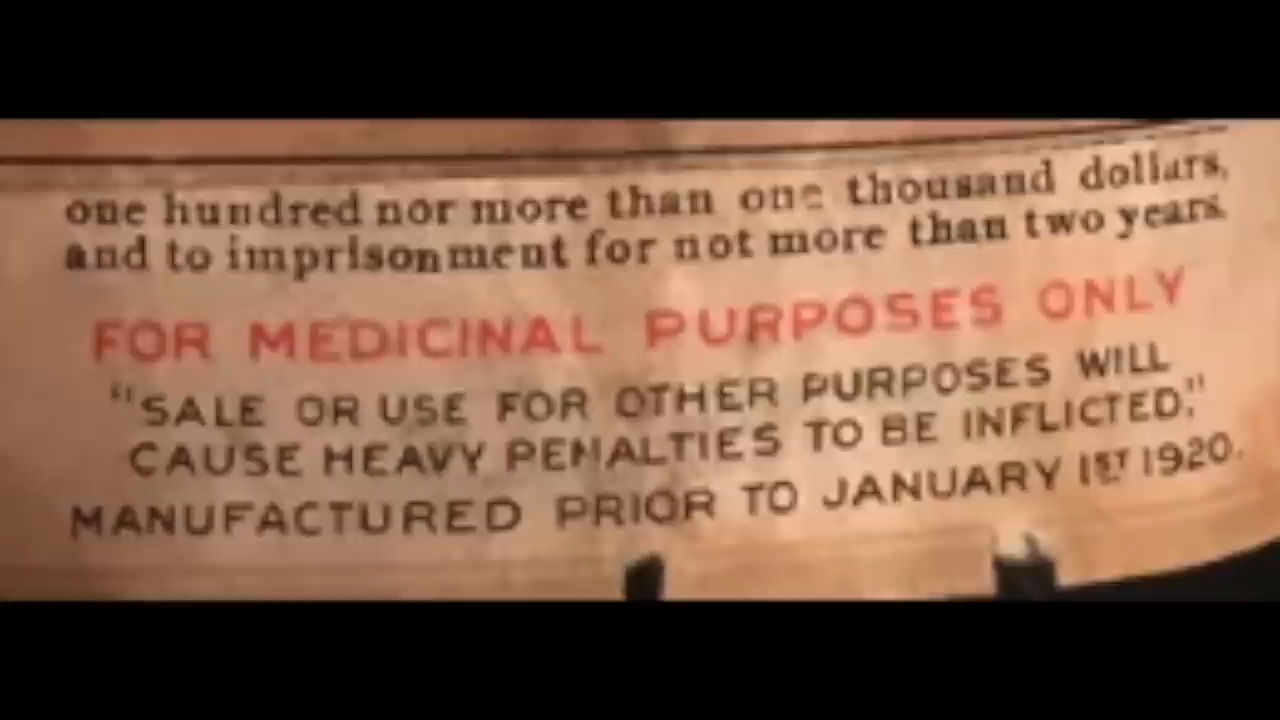 one hundred nor more than one thousand dollars,
and to imprisonment for not more than two years.
FOR MEDICINAL PURPOSES ONLY
"SALE OR USE FOR OTHER PURPOSES WILL
CAUSE HEAVY PENALTIES TO BE INFLICTED."
MANUFACTURED PRIOR TO JANUARY 1ST 1920.